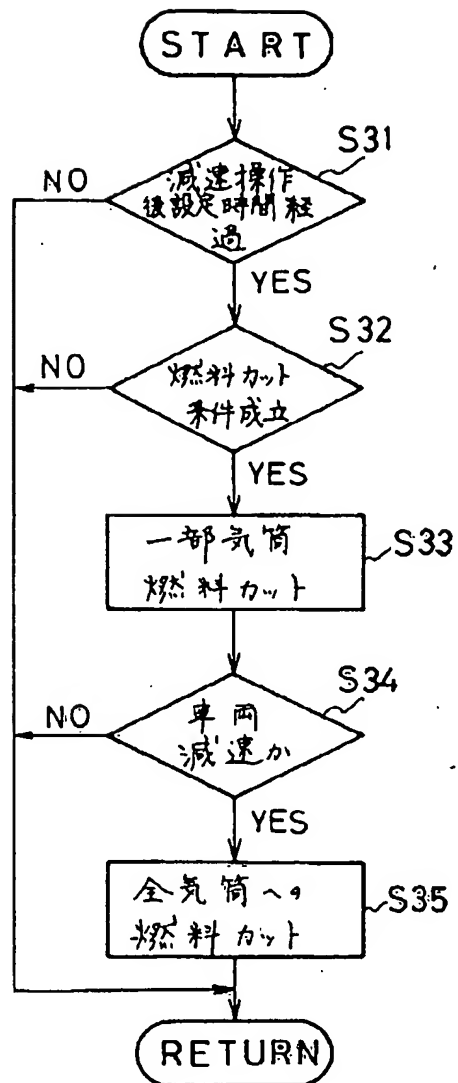 START
S31
減速操作
後設定時間経
過
NO
YES
S32
燃料カット
条件成立
NO
YES
一部気筒
燃料カット
S33
S34
車両
減速か
NO
YES
全気筒への
燃料カット
S35
RETURN